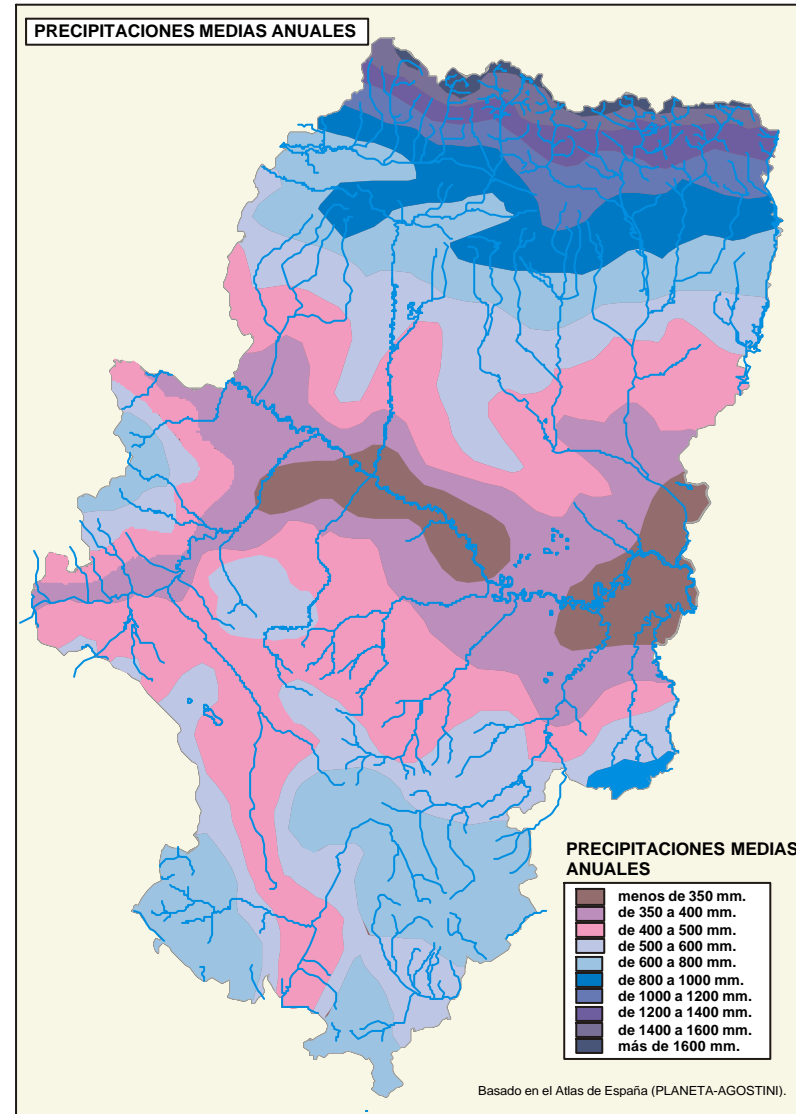 PRECIPITACIONES MEDIAS ANUALES
PRECIPITACIONES MEDIAS
ANUALES
menos de 350 mm.
de 350 a 400 mm.
de 400 a 500 mm.
de 500 a 600 mm.
de 600 a 800 mm.
de 800 a 1000 mm.
de 1000 a 1200 mm.
de 1200 a 1400 mm.
de 1400 a 1600 mm.
más de 1600 mm.
Basado en el Atlas de España (PLANETA-AGOSTINI).